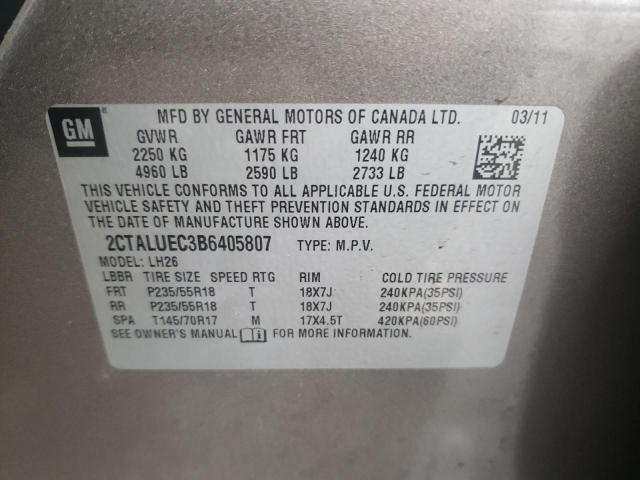 GM
MFD BY GENERAL MOTORS OF CANADA LTD. 03/11
GVWR GAWR FRT GAWR RR
2250 KG 1175 KG 1240 KG
4960 LB 2590 LB 2733 LB
THIS VEHICLE CONFORMS TO ALL APPLICABLE U.S. FEDERAL MOTOR
VEHICLE SAFETY AND THEFT PREVENTION STANDARDS IN EFFECT ON
THE DATE OF MANUFACTURE SHOWN ABOVE.
2CTALUEC3B6405807 TYPE: M.P.V.
MODEL: LH26
LBBR TIRE SIZE SPEED RTG RIM COLD TIRE PRESSURE
FRT P235/55R18 T 18X7J 240KPA(35PSI)
RR P235/55R18 T 18X7J 240KPA(35PSI)
SPA T145/70R17 M 17X4.5T 420KPA(60PSI)
SEE OWNER'S MANUAL FOR MORE INFORMATION.